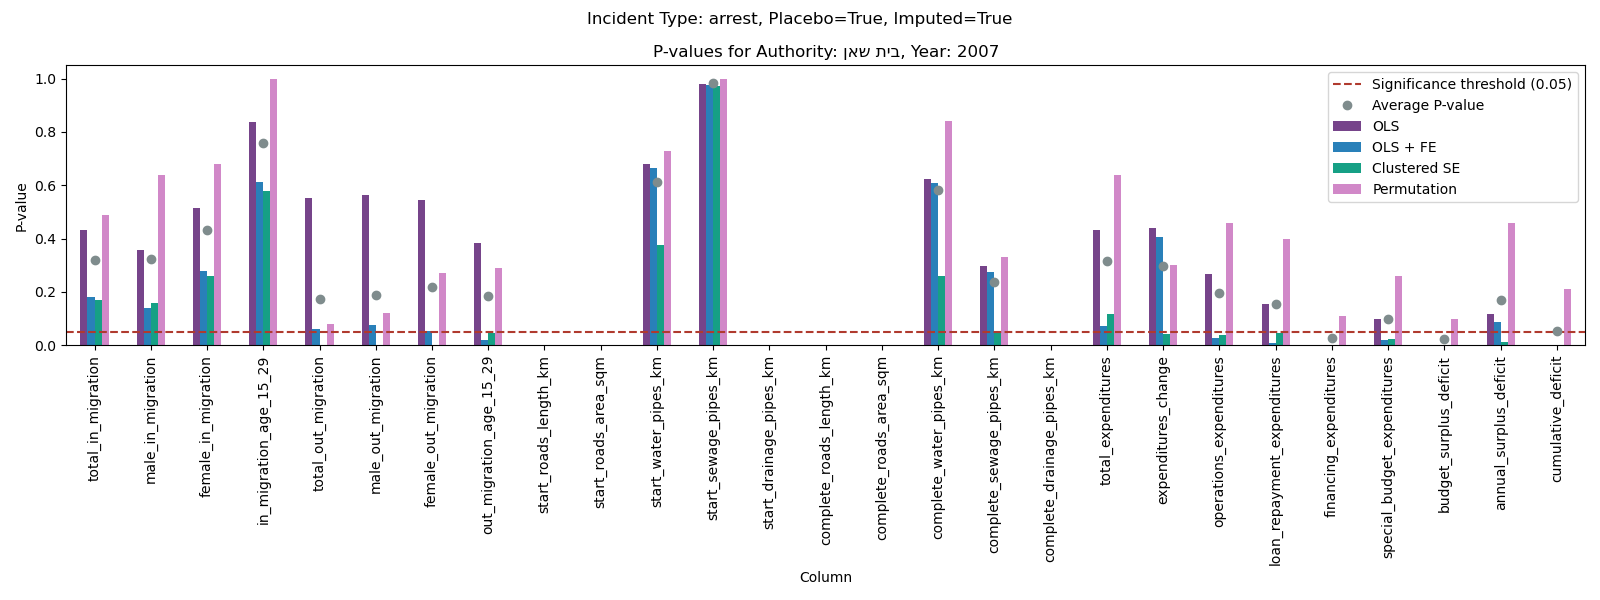 Incident Type: arrest, Placebo=True, Imputed=True
P-values for Authority: בית שאן, Year: 2007
P-value
1.0
0.8
0.6
0.4
0.2
0.0
Significance threshold (0.05)
Average P-value
OLS
OLS + FE
Clustered SE
Permutation
total_in_migration
male_in_migration
female_in_migration
in_migration_age_15_29
total_out_migration
male_out_migration
female_out_migration
out_migration_age_15_29
start_roads_length_km
start_roads_area_sqm
start_water_pipes_km
start_sewage_pipes_km
start_drainage_pipes_km
complete_roads_length_km
complete_roads_area_sqm
complete_water_pipes_km
complete_sewage_pipes_km
complete_drainage_pipes_km
total_expenditures
expenditures_change
operations_expenditures
loan_repayment_expenditures
financing_expenditures
special_budget_expenditures
budget_surplus_deficit
annual_surplus_deficit
cumulative_deficit
Column